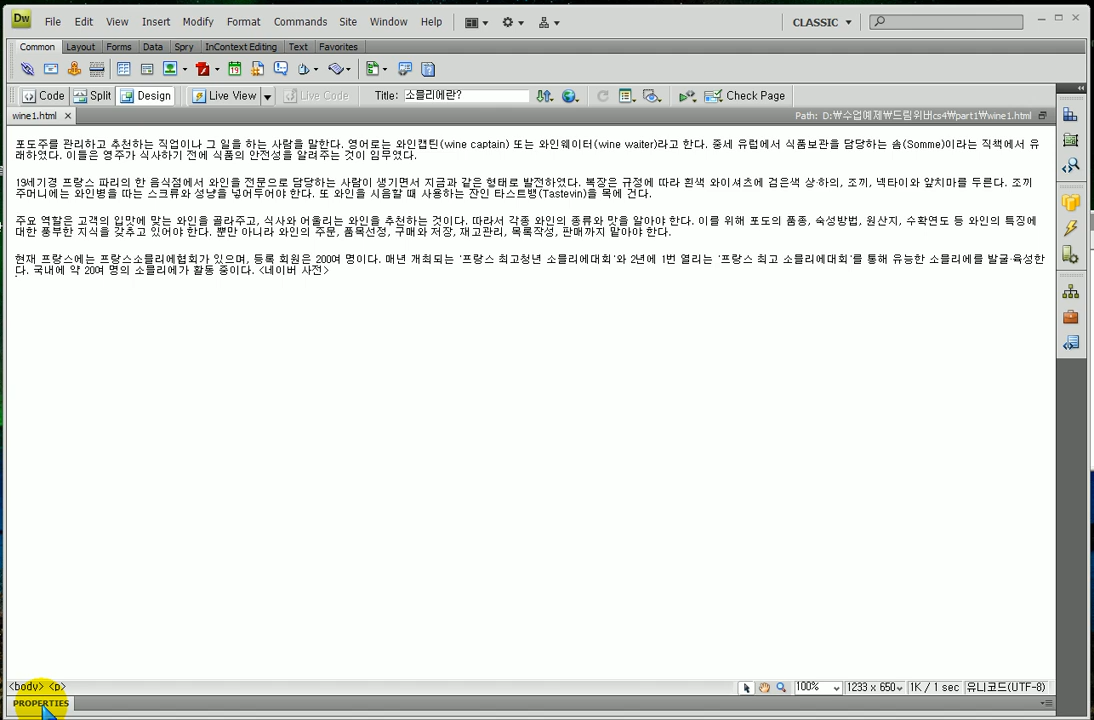 Dw File Edit View Insert Modify Format Commands Site Window Help CLASSIC
Common Layout Forms Data Spry InContext Editing Text Favorites
Code Split Design Live View Live Code Title: 소믈리에란? Check Page
wine1.html Path: D:₩수업예제₩드림위버cs4₩part1₩wine1.html
포도주를 관리하고 추천하는 직업이나 그 일을 하는 사람을 말한다. 영어로는 와인캡틴(wine captain) 또는 와인웨이터(wine waiter)라고 한다. 중세 유럽에서 식품보관을 담당하는 솜(Somme)이라는 직책에서 유
래하였다. 이들은 영주가 식사하기 전에 식품의 안전성을 알려주는 것이 임무였다.
19세기경 프랑스 파리의 한 음식점에서 와인을 전문으로 담당하는 사람이 생기면서 지금과 같은 형태로 발전하였다. 복장은 규정에 따라 흰색 와이셔츠에 검은색 상·하의, 조끼, 넥타이와 앞치마를 두른다. 조끼
주머니에는 와인병을 따는 스크류와 성냥을 넣어두어야 한다. 또 와인을 시음할 때 사용하는 잔인 타스트뱅(Tastevin)을 목에 건다.
주요 역할은 고객의 입맛에 맞는 와인을 골라주고, 식사와 어울리는 와인을 추천하는 것이다. 따라서 각종 와인의 종류와 맛을 알아야 한다. 이를 위해 포도의 품종, 숙성방법, 원산지, 수확연도 등 와인의 특징에
대한 풍부한 지식을 갖추고 있어야 한다. 뿐만 아니라 와인의 주문, 품목선정, 구매와 저장, 재고관리, 목록작성, 판매까지 맡아야 한다.
현재 프랑스에는 프랑스소믈리에협회가 있으며, 등록 회원은 200여 명이다. 매년 개최되는 '프랑스 최고청년 소믈리에대회'와 2년에 1번 열리는 '프랑스 최고 소믈리에대회'를 통해 유능한 소믈리에를 발굴·육성한
다. 국내에 약 20여 명의 소믈리에가 활동 중이다. <네이버 사전>
<body> <p> 100% 1233 x 650 1K / 1 sec 유니코드(UTF-8)
PROPERTIES